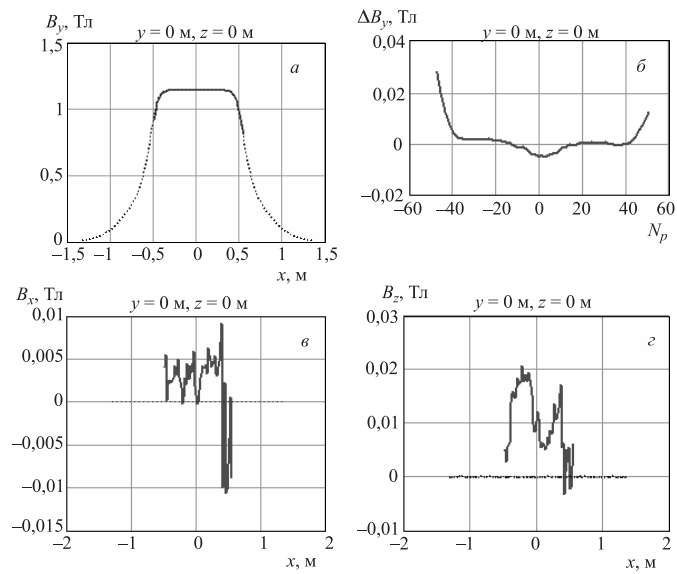 B_y, Тл
y = 0 м, z = 0 м
а
1,5
1
0,5
0
–1,5 –1 –0,5 0 0,5 1 1,5
x, м
ΔB_y, Тл
y = 0 м, z = 0 м
б
0,04
0,02
0
–0,02
–60 –40 –20 0 20 40 60
N_p
B_x, Тл
y = 0 м, z = 0 м
в
0,01
0,005
0
–0,005
–0,01
–0,015
–2 –1 0 1 2
x, м
B_z, Тл
y = 0 м, z = 0 м
г
0,03
0,02
0,01
0
–0,01
–2 –1 0 1 2
x, м